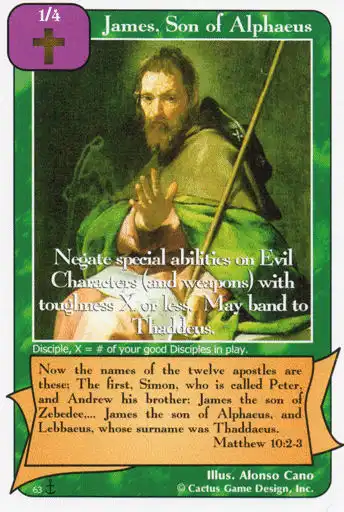 1/4
James, Son of Alphaeus
Negate special abilities on Evil
Characters (and weapons) with
toughness X or less. May band to
Thaddeus.
Disciple, X = # of your good Disciples in play.
Now the names of the twelve apostles are
these; The first, Simon, who is called Peter,
and Andrew his brother; James the son of
Zebedee,... James the son of Alphaeus, and
Lebbaeus, whose surname was Thaddaeus.
Matthew 10:2-3
Illus. Alonso Cano
63
© Cactus Game Design, Inc.